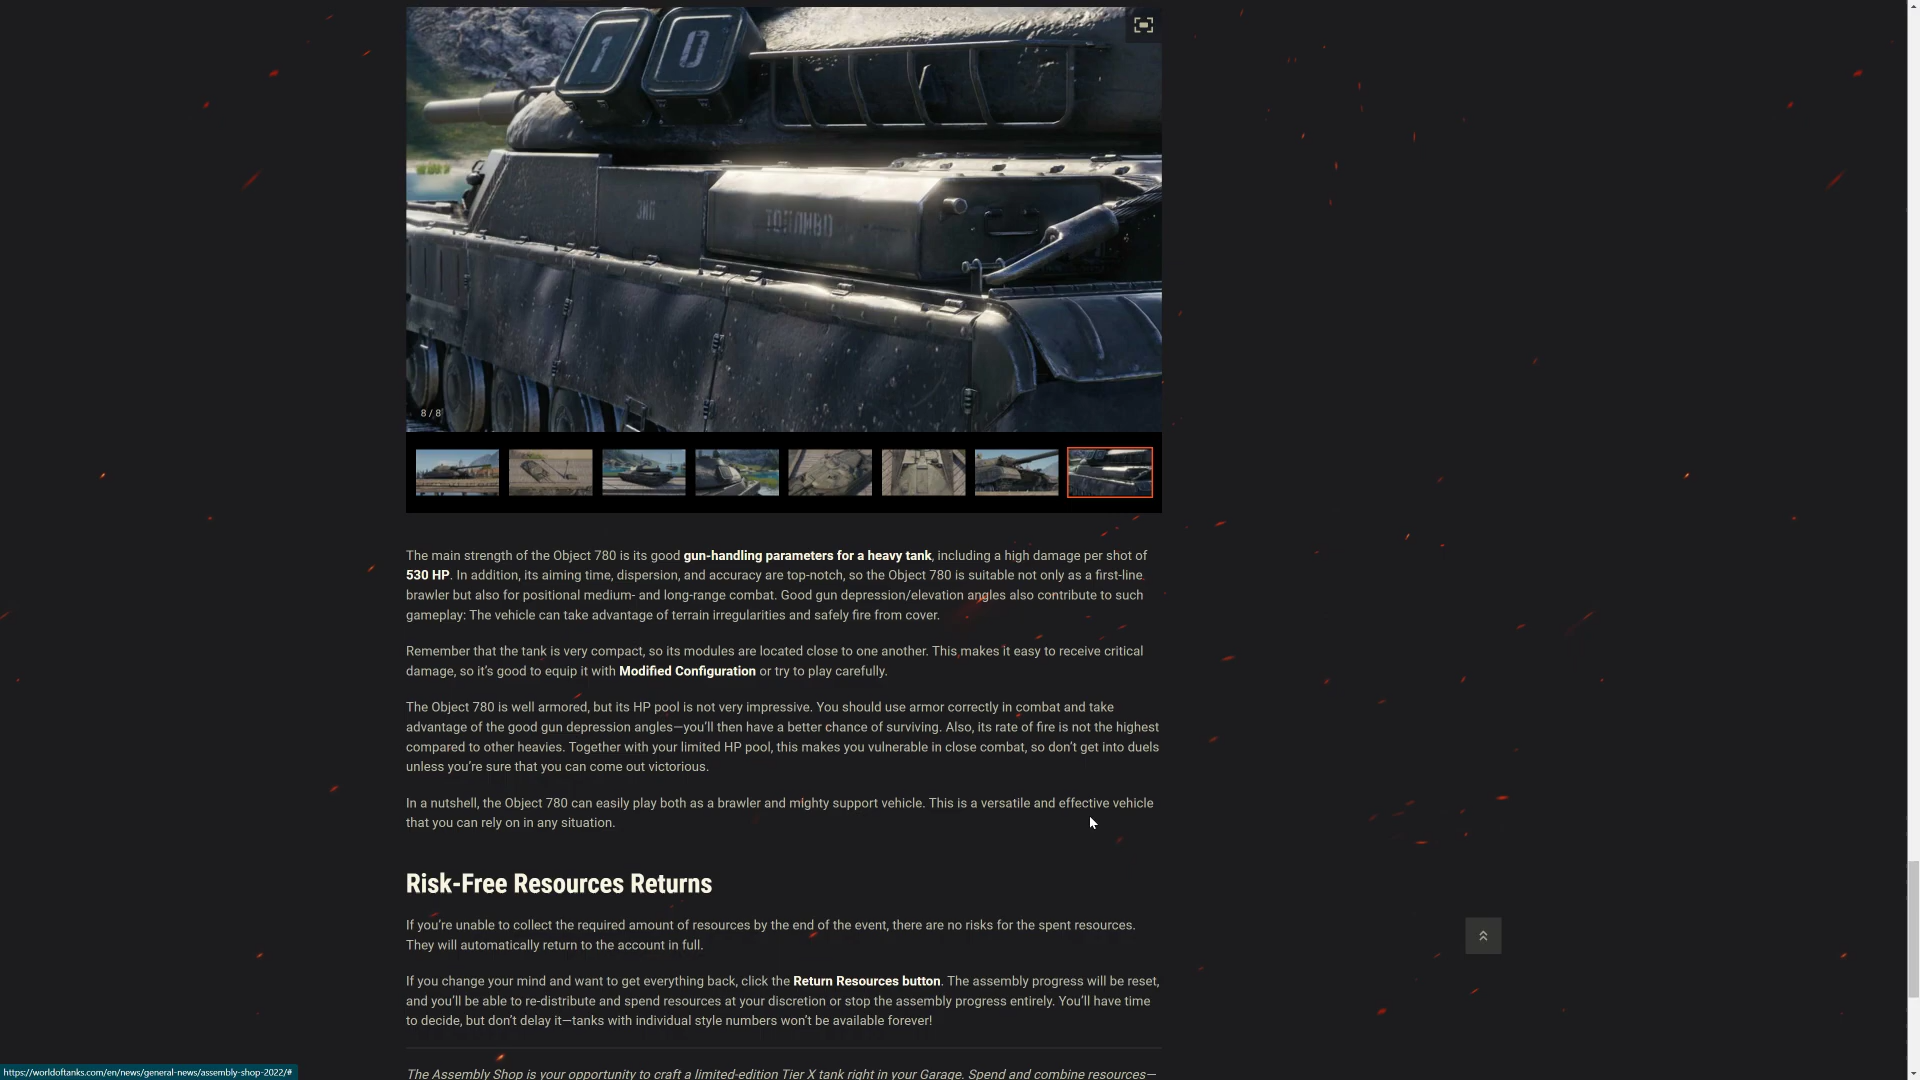 1 0
8 / 8
The main strength of the Object 780 is its good gun-handling parameters for a heavy tank, including a high damage per shot of
530 HP. In addition, its aiming time, dispersion, and accuracy are top-notch, so the Object 780 is suitable not only as a first-line
brawler but also for positional medium- and long-range combat. Good gun depression/elevation angles also contribute to such
gameplay: The vehicle can take advantage of terrain irregularities and safely fire from cover.
Remember that the tank is very compact, so its modules are located close to one another. This makes it easy to receive critical
damage, so it’s good to equip it with Modified Configuration or try to play carefully.
The Object 780 is well armored, but its HP pool is not very impressive. You should use armor correctly in combat and take
advantage of the good gun depression angles—you’ll then have a better chance of surviving. Also, its rate of fire is not the highest
compared to other heavies. Together with your limited HP pool, this makes you vulnerable in close combat, so don’t get into duels
unless you’re sure that you can come out victorious.
In a nutshell, the Object 780 can easily play both as a brawler and mighty support vehicle. This is a versatile and effective vehicle
that you can rely on in any situation.
Risk-Free Resources Returns
If you’re unable to collect the required amount of resources by the end of the event, there are no risks for the spent resources.
They will automatically return to the account in full.
If you change your mind and want to get everything back, click the Return Resources button. The assembly progress will be reset,
and you’ll be able to re-distribute and spend resources at your discretion or stop the assembly progress entirely. You’ll have time
to decide, but don’t delay it—tanks with individual style numbers won’t be available forever!
The Assembly Shop is your opportunity to craft a limited-edition Tier X tank right in your Garage. Spend and combine resources—
https://worldoftanks.com/en/news/general-news/assembly-shop-2022/#